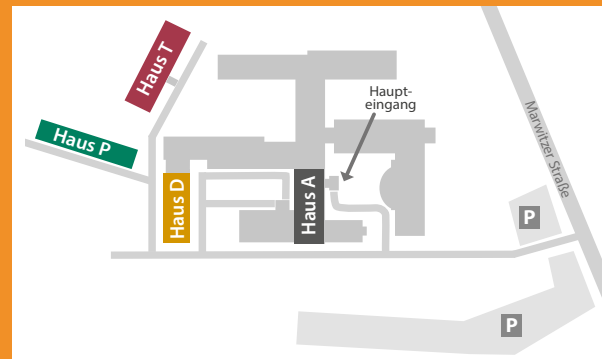 Haus T
Haupt-
eingang
Marwitzer Straße
Haus P
Haus D
Haus A
P
P